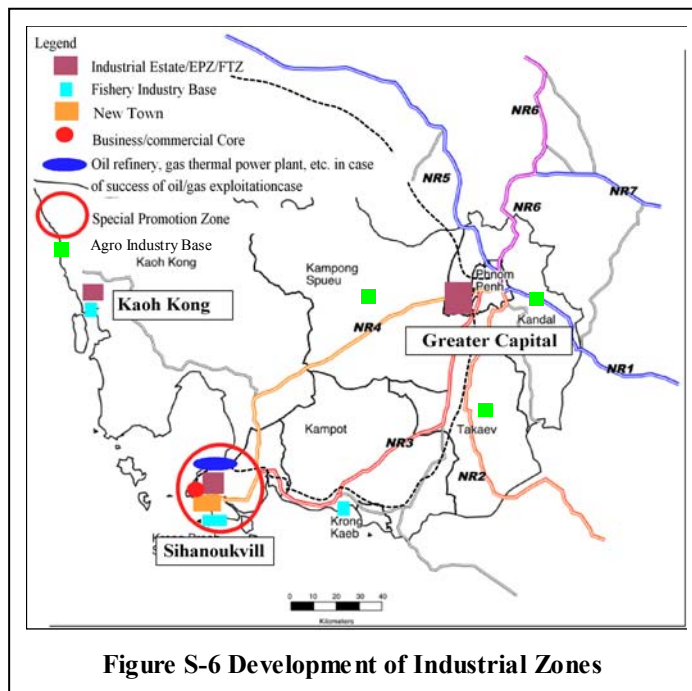 Legend
Industrial Estate/EPZ/FTZ
Fishery Industry Base
New Town
Business/commercial Core
Oil refinery, gas thermal power plant, etc. in case
of success of oil/gas exploitationcase
Special Promotion Zone
Agro Industry Base
NR6
NR5
NR6
NR7
Kaoh Kong
Kampong
Spueu
Phnom
Penh
Kaoh Kong
Kandal
NR4
Greater Capital
NR1
Kampot
NR3
Takaev
NR2
Krong
Kaeb
Sihanoukvill
0 10 20 30 40
Kilometers
Figure S-6 Development of Industrial Zones